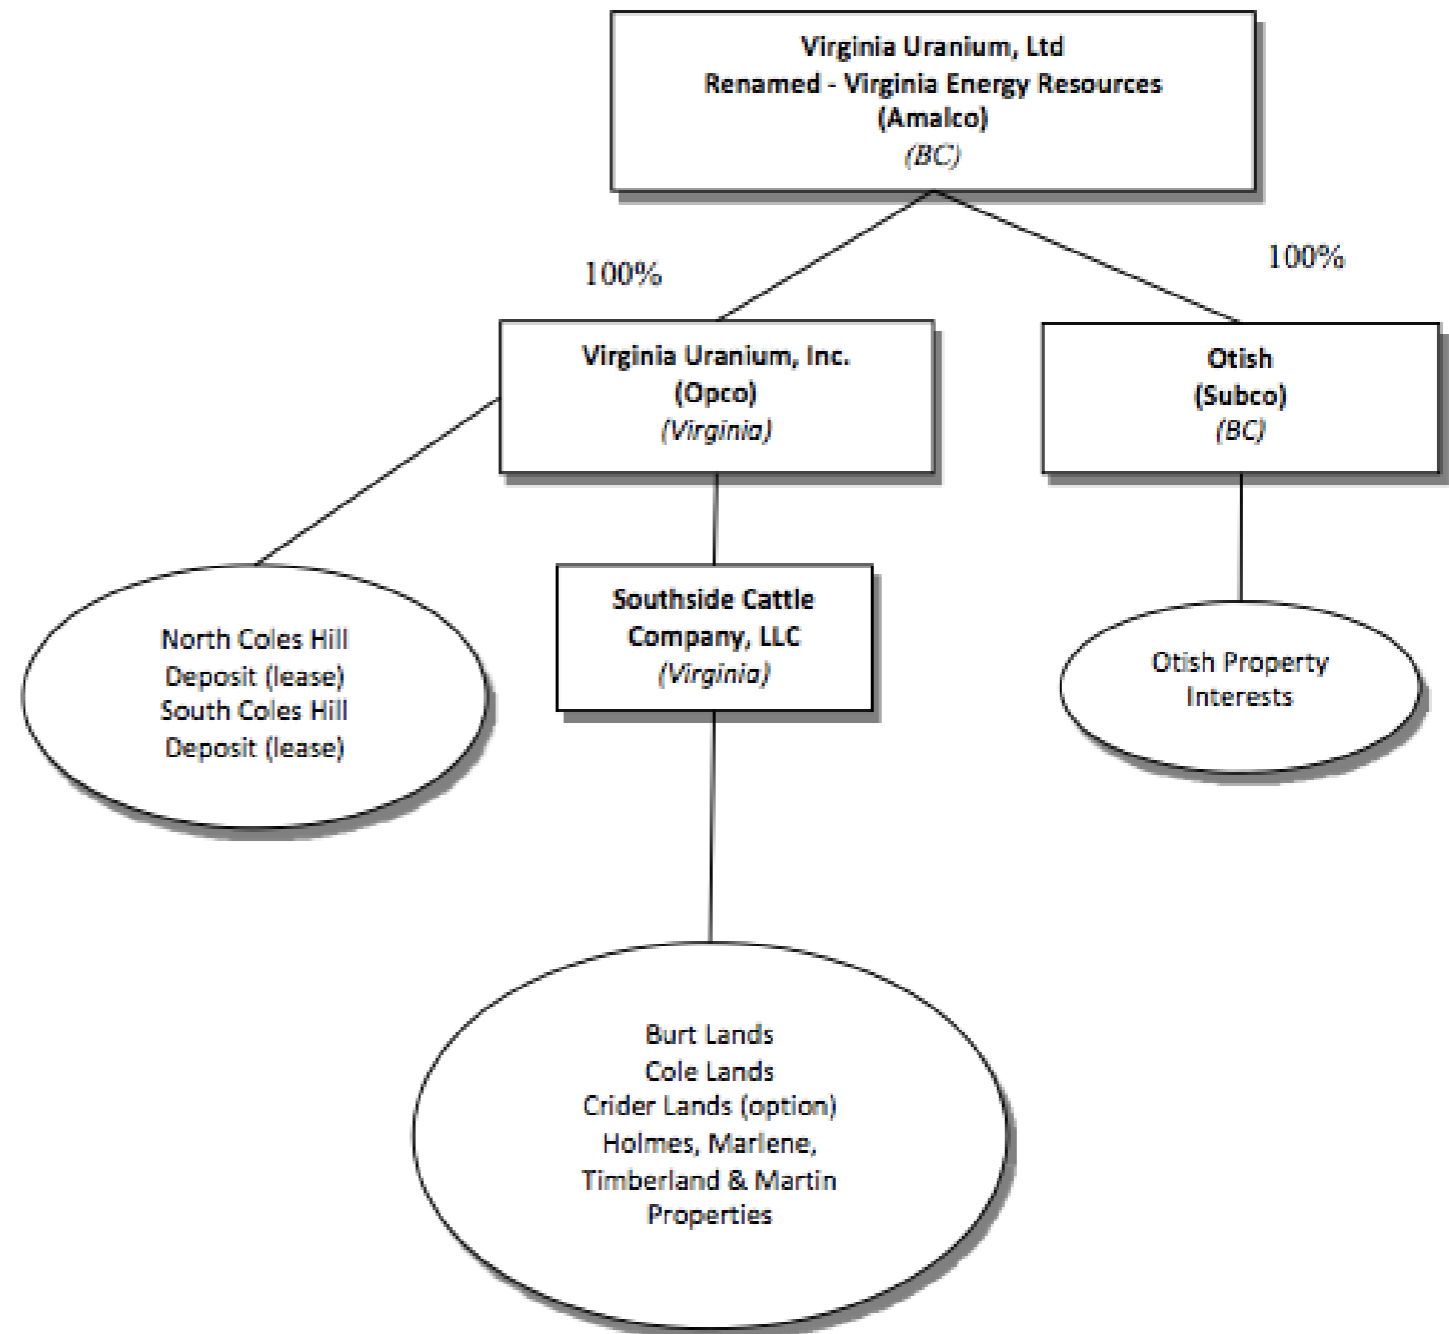 Virginia Uranium, Ltd
Renamed - Virginia Energy Resources
(Amalco)
(BC)
100%
100%
Virginia Uranium, Inc.
(Opco)
(Virginia)
Otish
(Subco)
(BC)
North Coles Hill
Deposit (lease)
South Coles Hill
Deposit (lease)
Southside Cattle
Company, LLC
(Virginia)
Otish Property
Interests
Burt Lands
Cole Lands
Crider Lands (option)
Holmes, Marlene,
Timberland & Martin
Properties